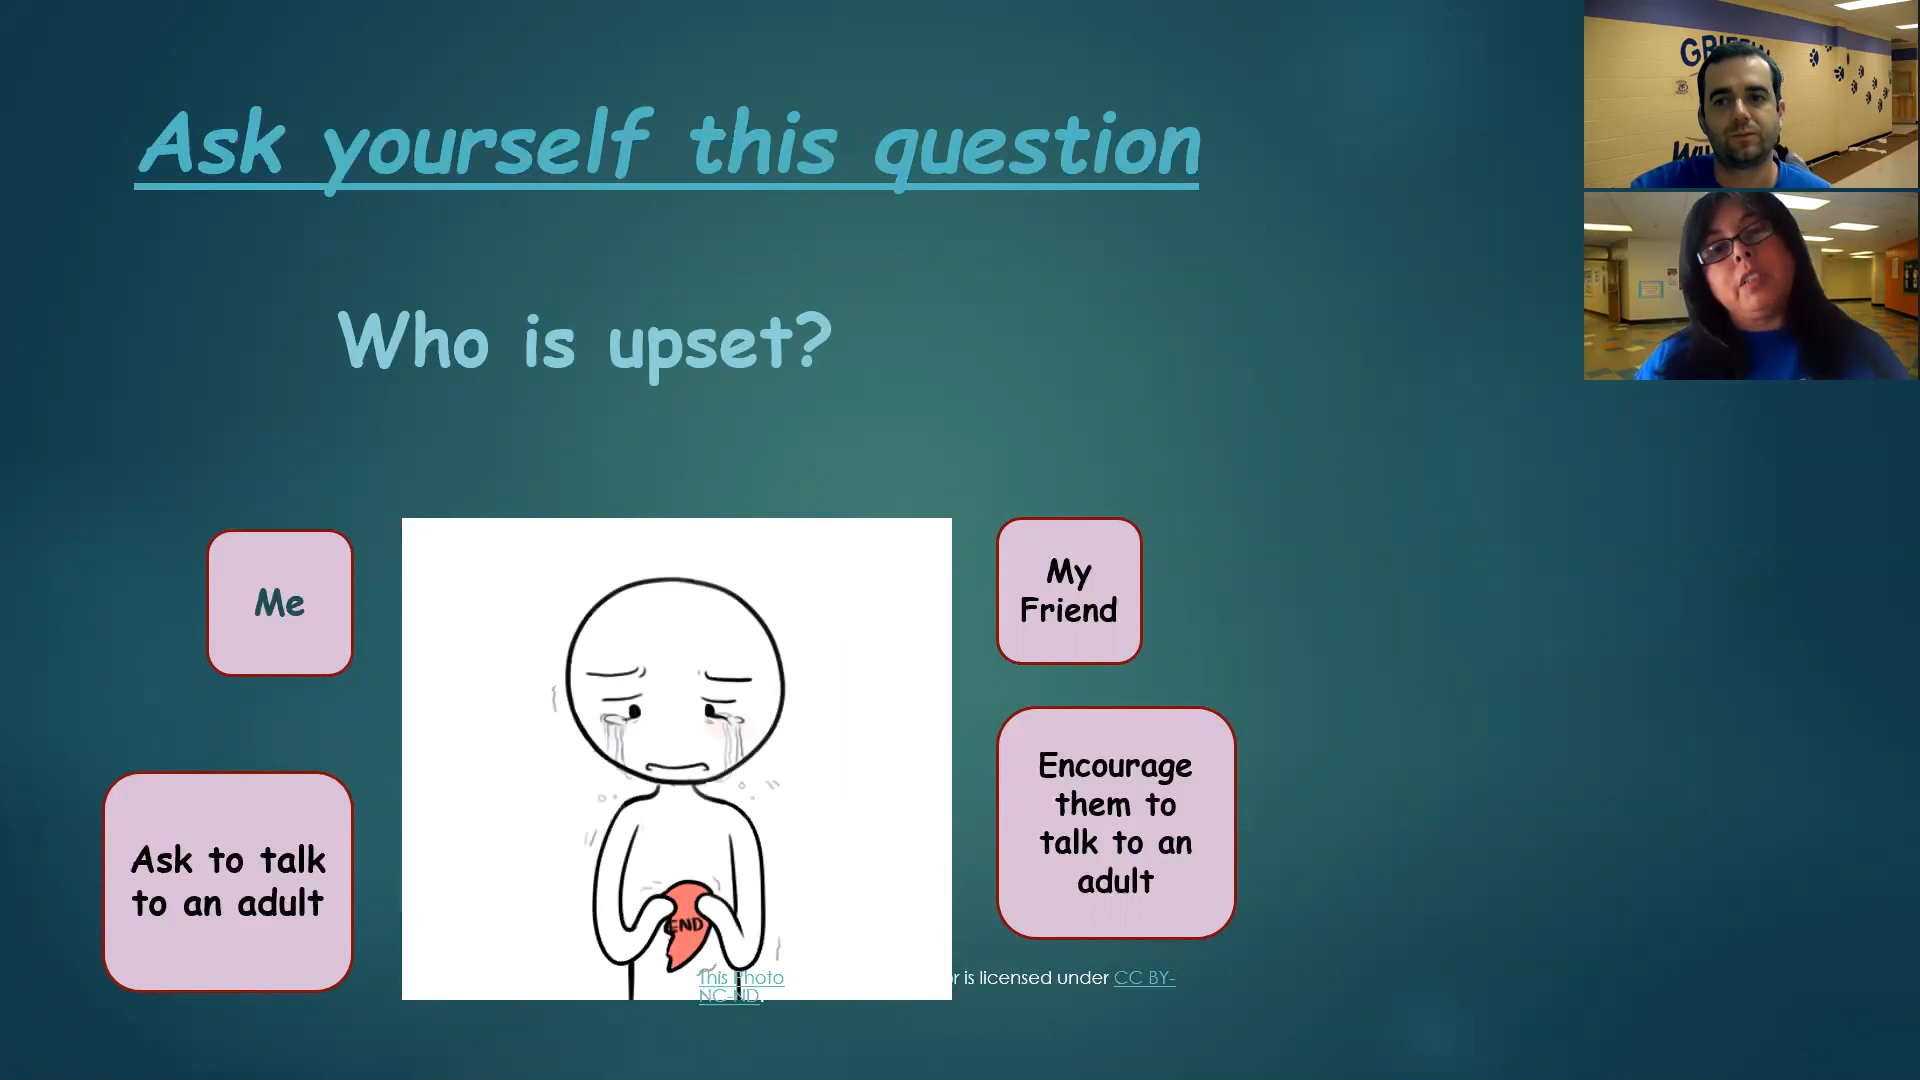 Ask yourself this question
Who is upset?
Me
My
Friend
Ask to talk
to an adult
Encourage
them to
talk to an
adult
END
This Photo
is licensed under CC BY-
NC-ND.